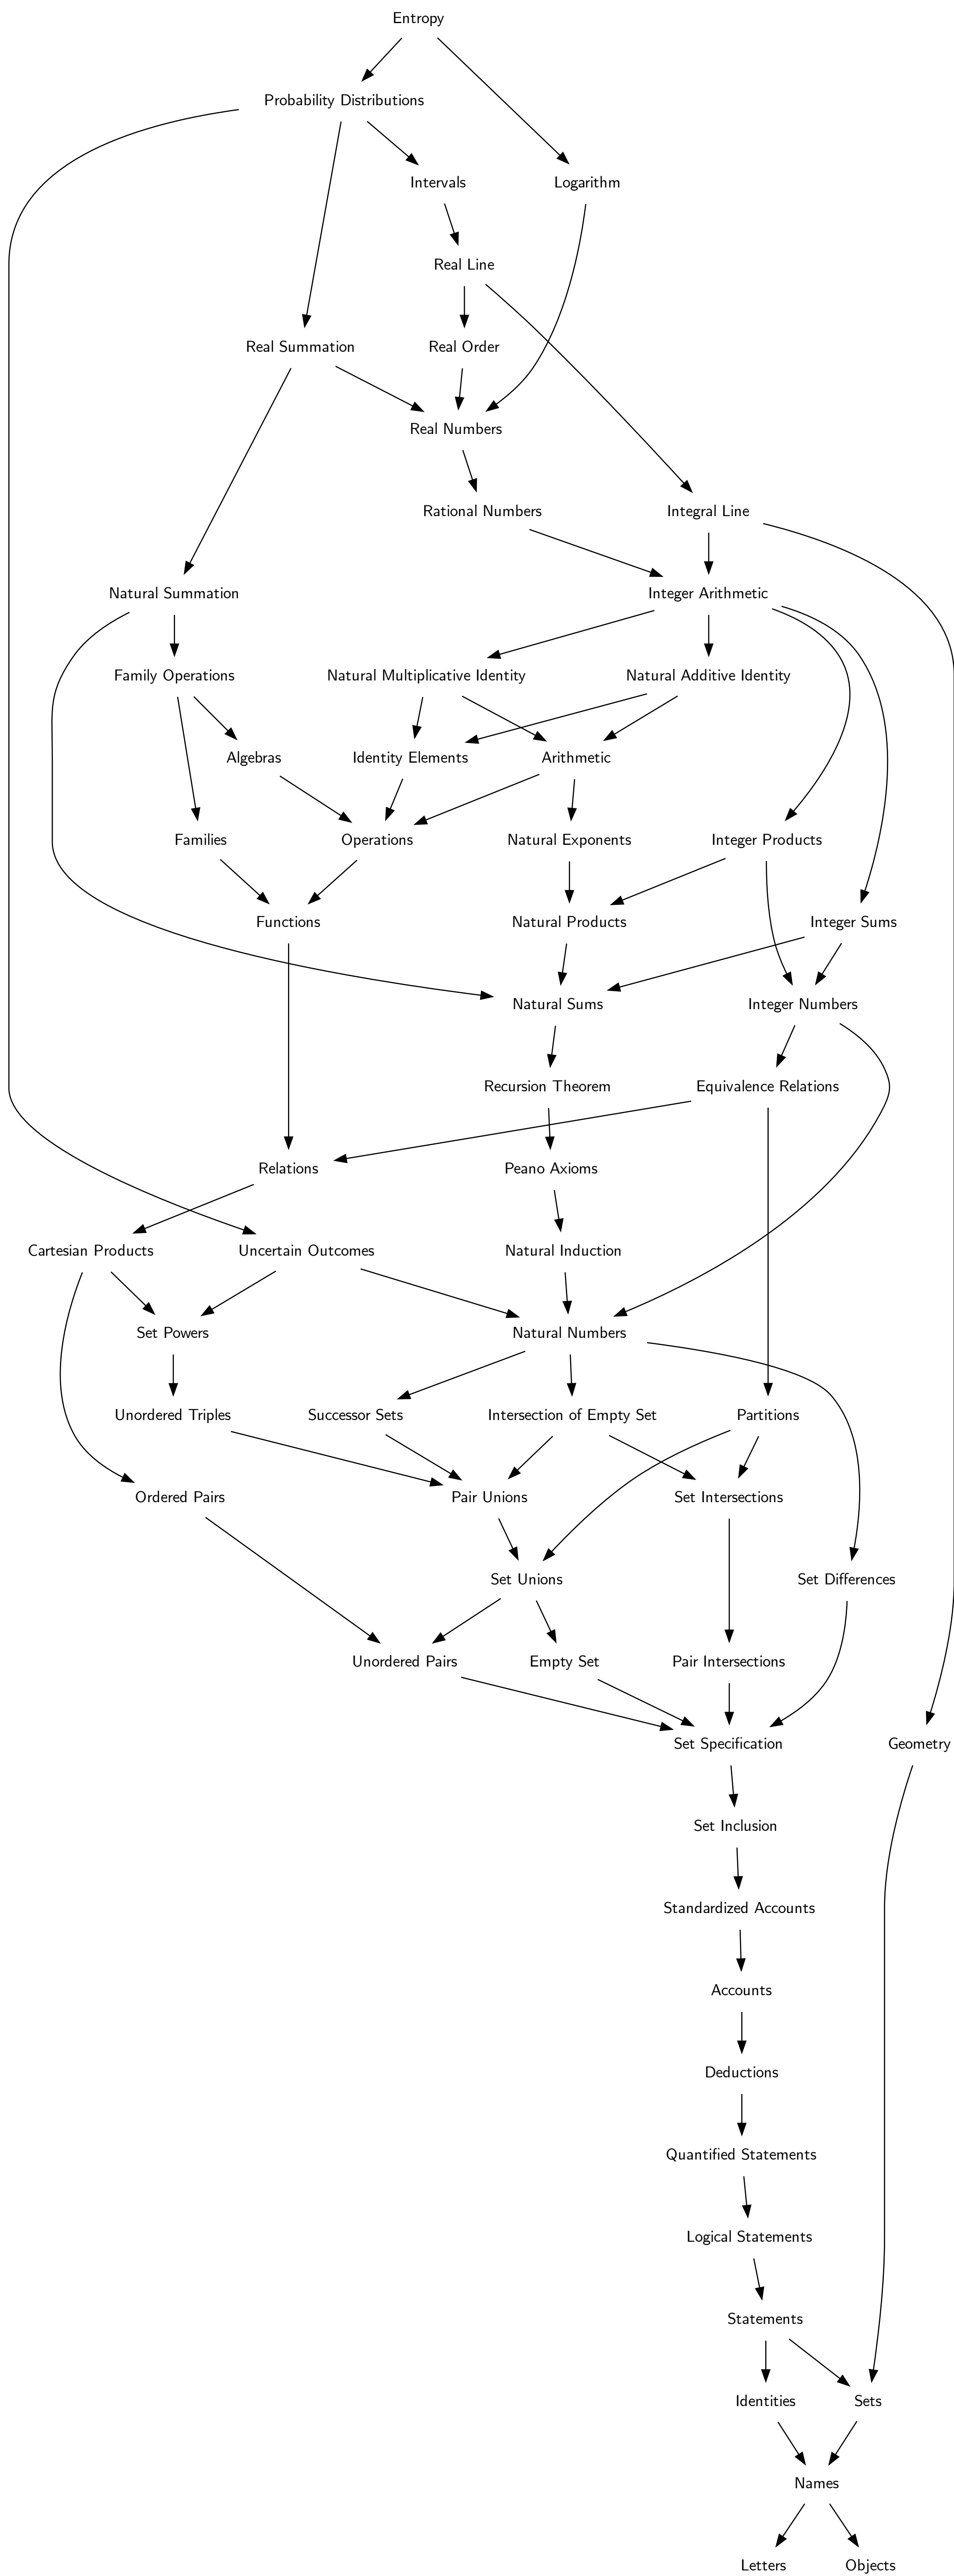 Entropy
Probability Distributions
Intervals
Logarithm
Real Line
Real Summation
Real Order
Real Numbers
Rational Numbers
Integral Line
Natural Summation
Integer Arithmetic
Family Operations
Natural Multiplicative Identity
Natural Additive Identity
Algebras
Identity Elements
Arithmetic
Families
Operations
Natural Exponents
Integer Products
Functions
Natural Products
Integer Sums
Natural Sums
Integer Numbers
Recursion Theorem
Equivalence Relations
Relations
Peano Axioms
Cartesian Products
Uncertain Outcomes
Natural Induction
Set Powers
Natural Numbers
Unordered Triples
Successor Sets
Intersection of Empty Set
Partitions
Ordered Pairs
Pair Unions
Set Intersections
Set Unions
Set Differences
Unordered Pairs
Empty Set
Pair Intersections
Set Specification
Geometry
Set Inclusion
Standardized Accounts
Accounts
Deductions
Quantified Statements
Logical Statements
Statements
Identities
Sets
Names
Letters
Objects